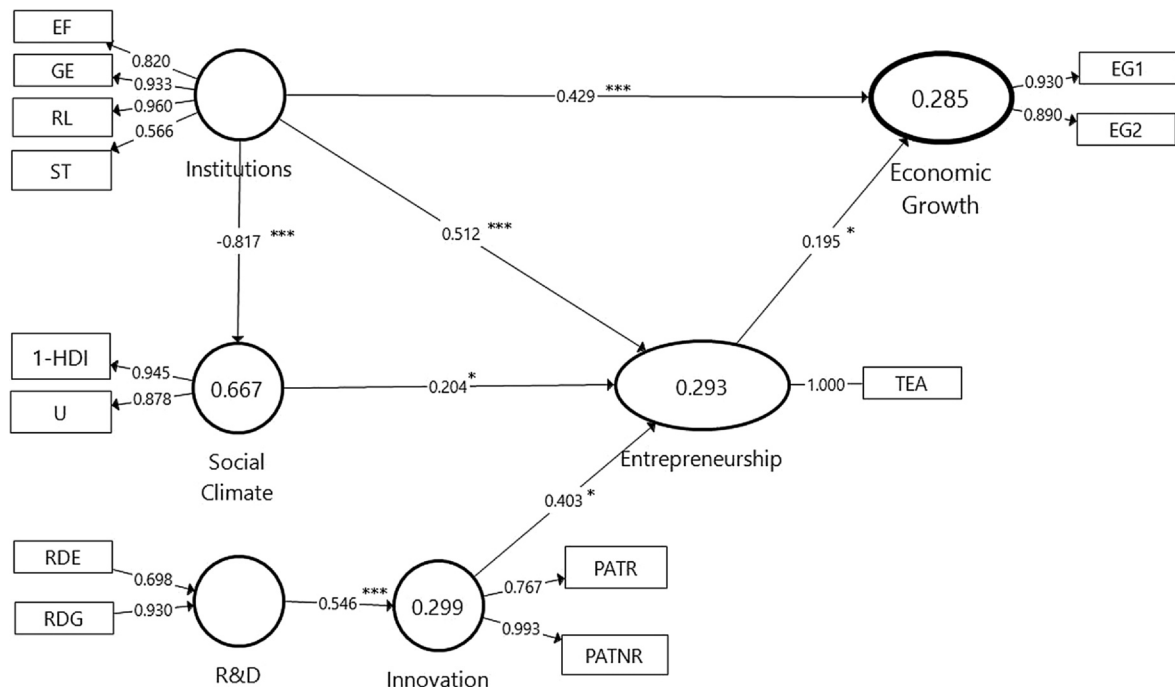 EF
0.820
GE
0.933
RL
0.960
ST
0.566
Institutions
0.429 ***
0.285
Economic
Growth
0.930
EG1
0.890
EG2
-0.817 ***
0.512 ***
0.195 *
1-HDI
0.945
U
0.878
0.667
Social
Climate
0.204 *
0.293
Entrepreneurship
1.000
TEA
0.403 *
RDE
0.698
RDG
0.930
R&D
0.546 ***
0.299
Innovation
0.767
PATR
0.993
PATNR